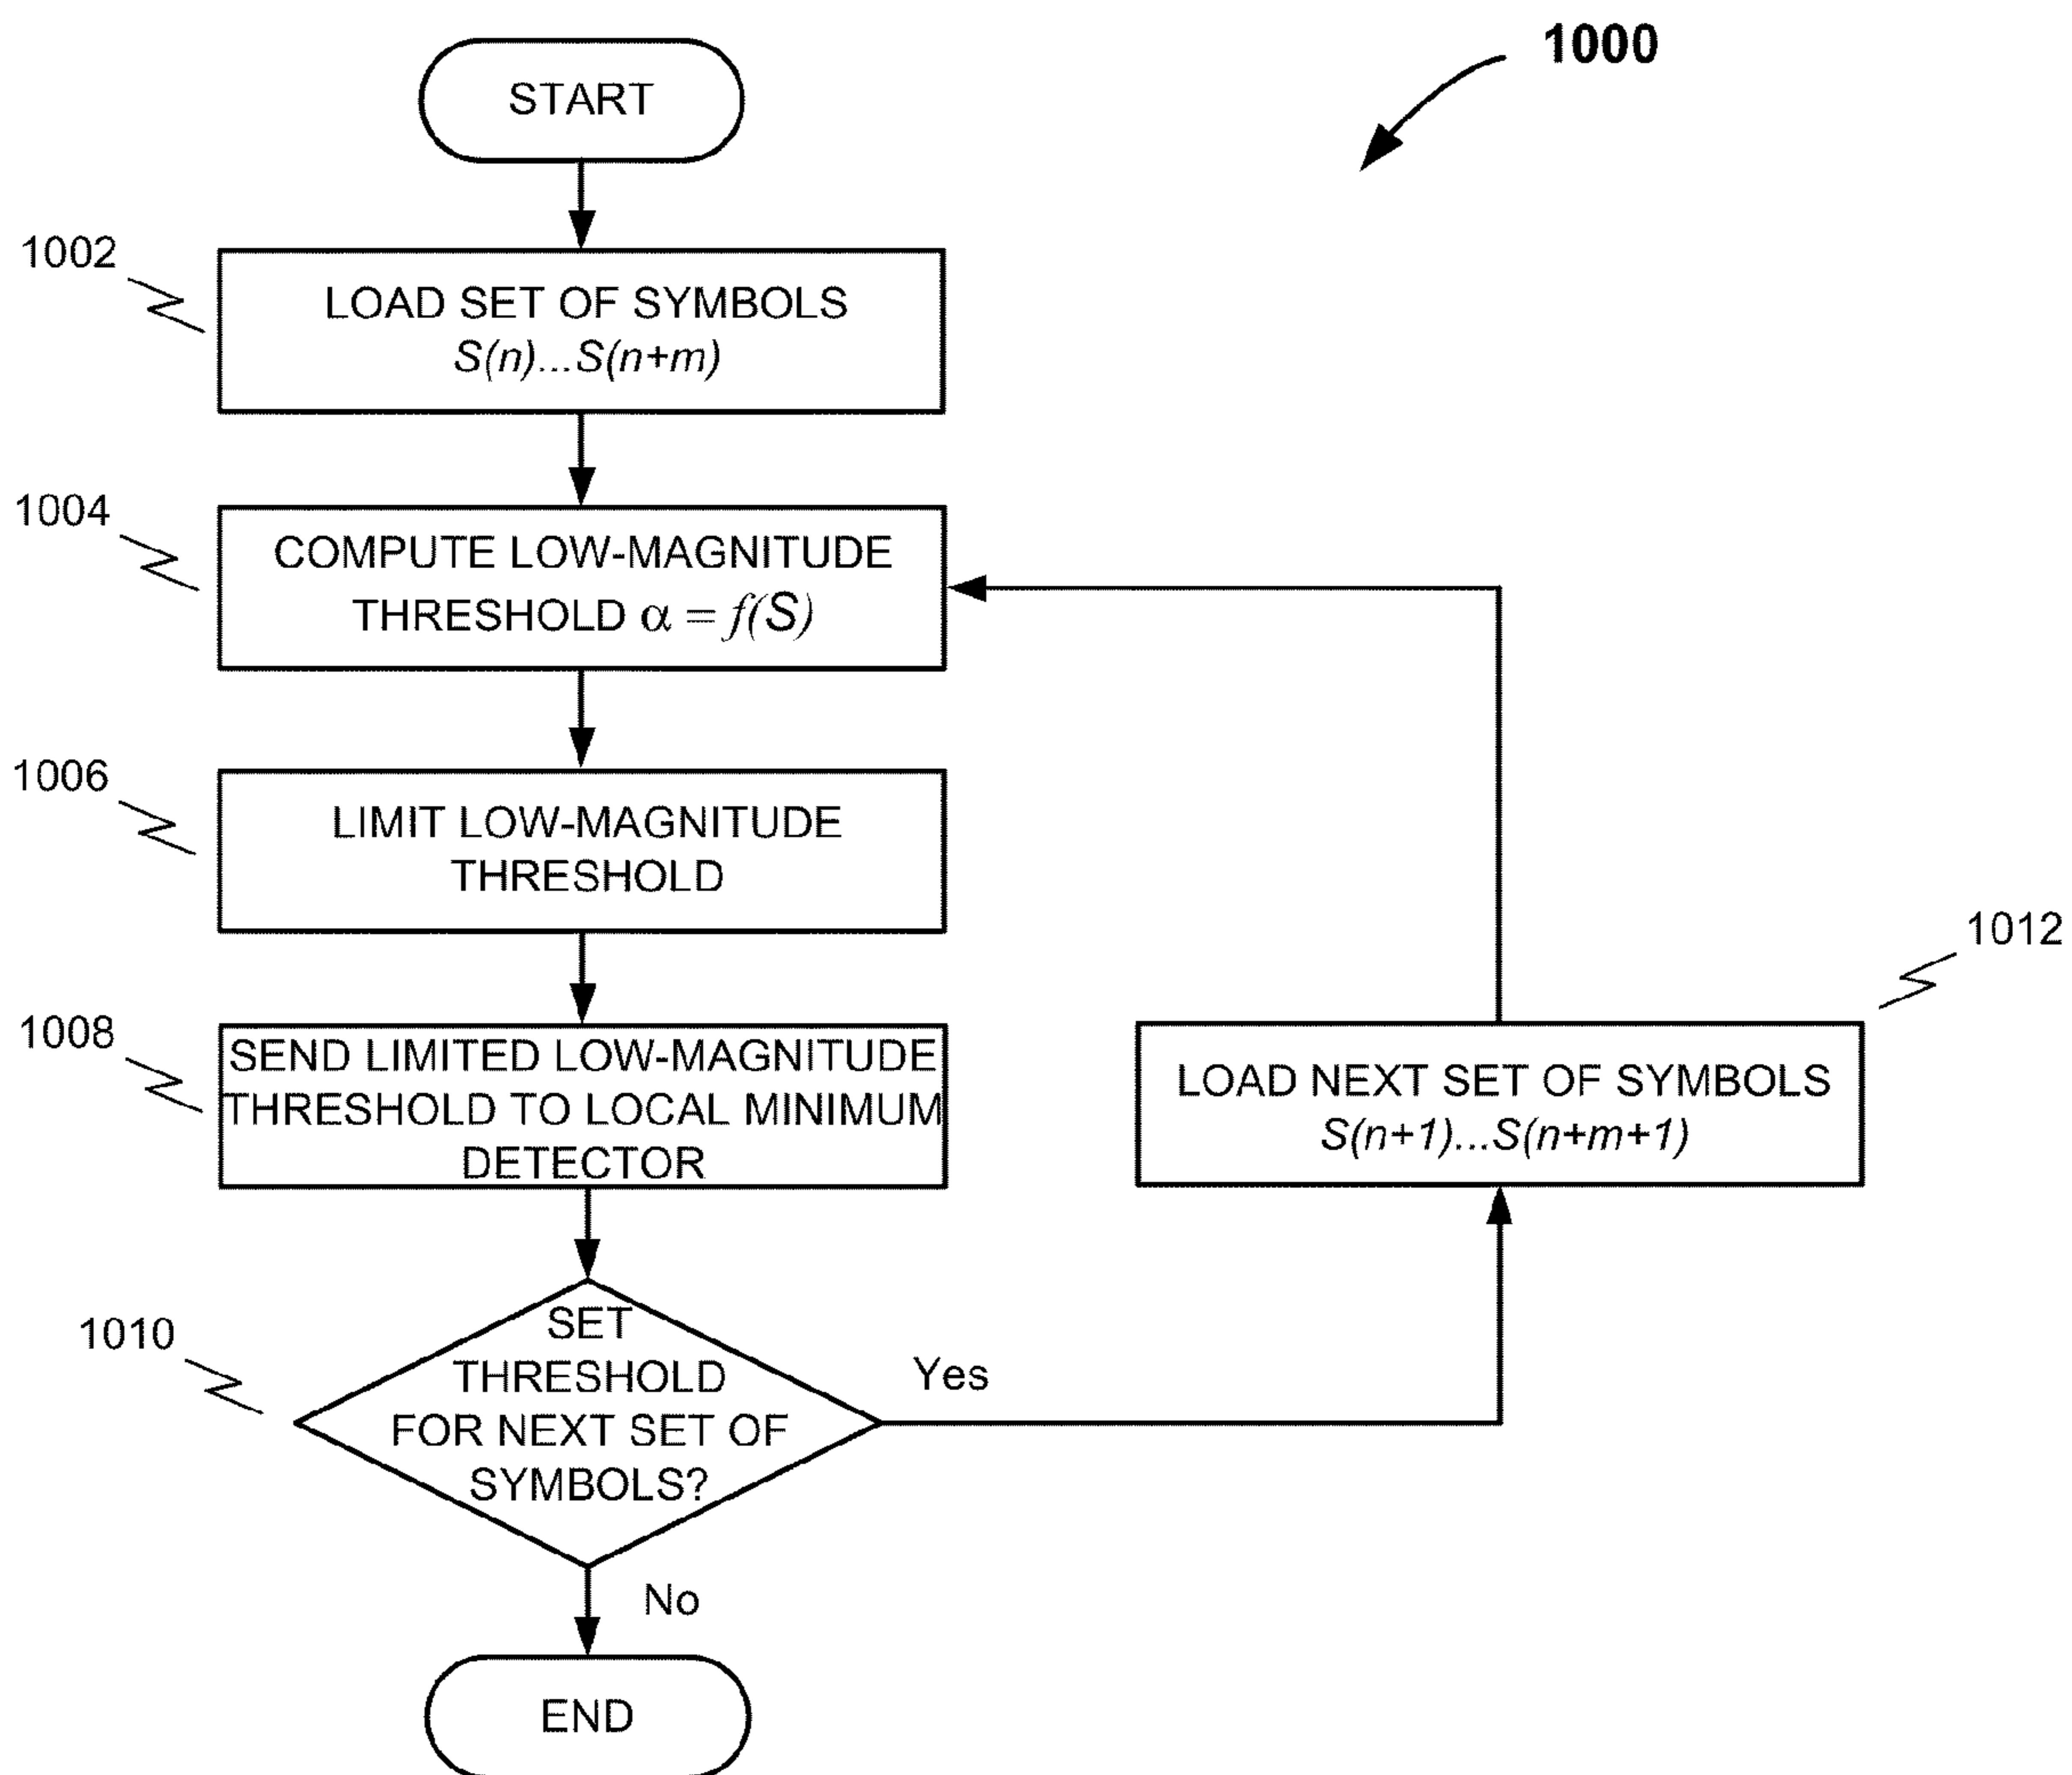 1000
START
1002
LOAD SET OF SYMBOLS
S(n)...S(n+m)
1004
COMPUTE LOW-MAGNITUDE
THRESHOLD α = f(S)
1006
LIMIT LOW-MAGNITUDE
THRESHOLD
1008
SEND LIMITED LOW-MAGNITUDE
THRESHOLD TO LOCAL MINIMUM
DETECTOR
1012
LOAD NEXT SET OF SYMBOLS
S(n+1)...S(n+m+1)
1010
SET
THRESHOLD
FOR NEXT SET OF
SYMBOLS?
Yes
No
END